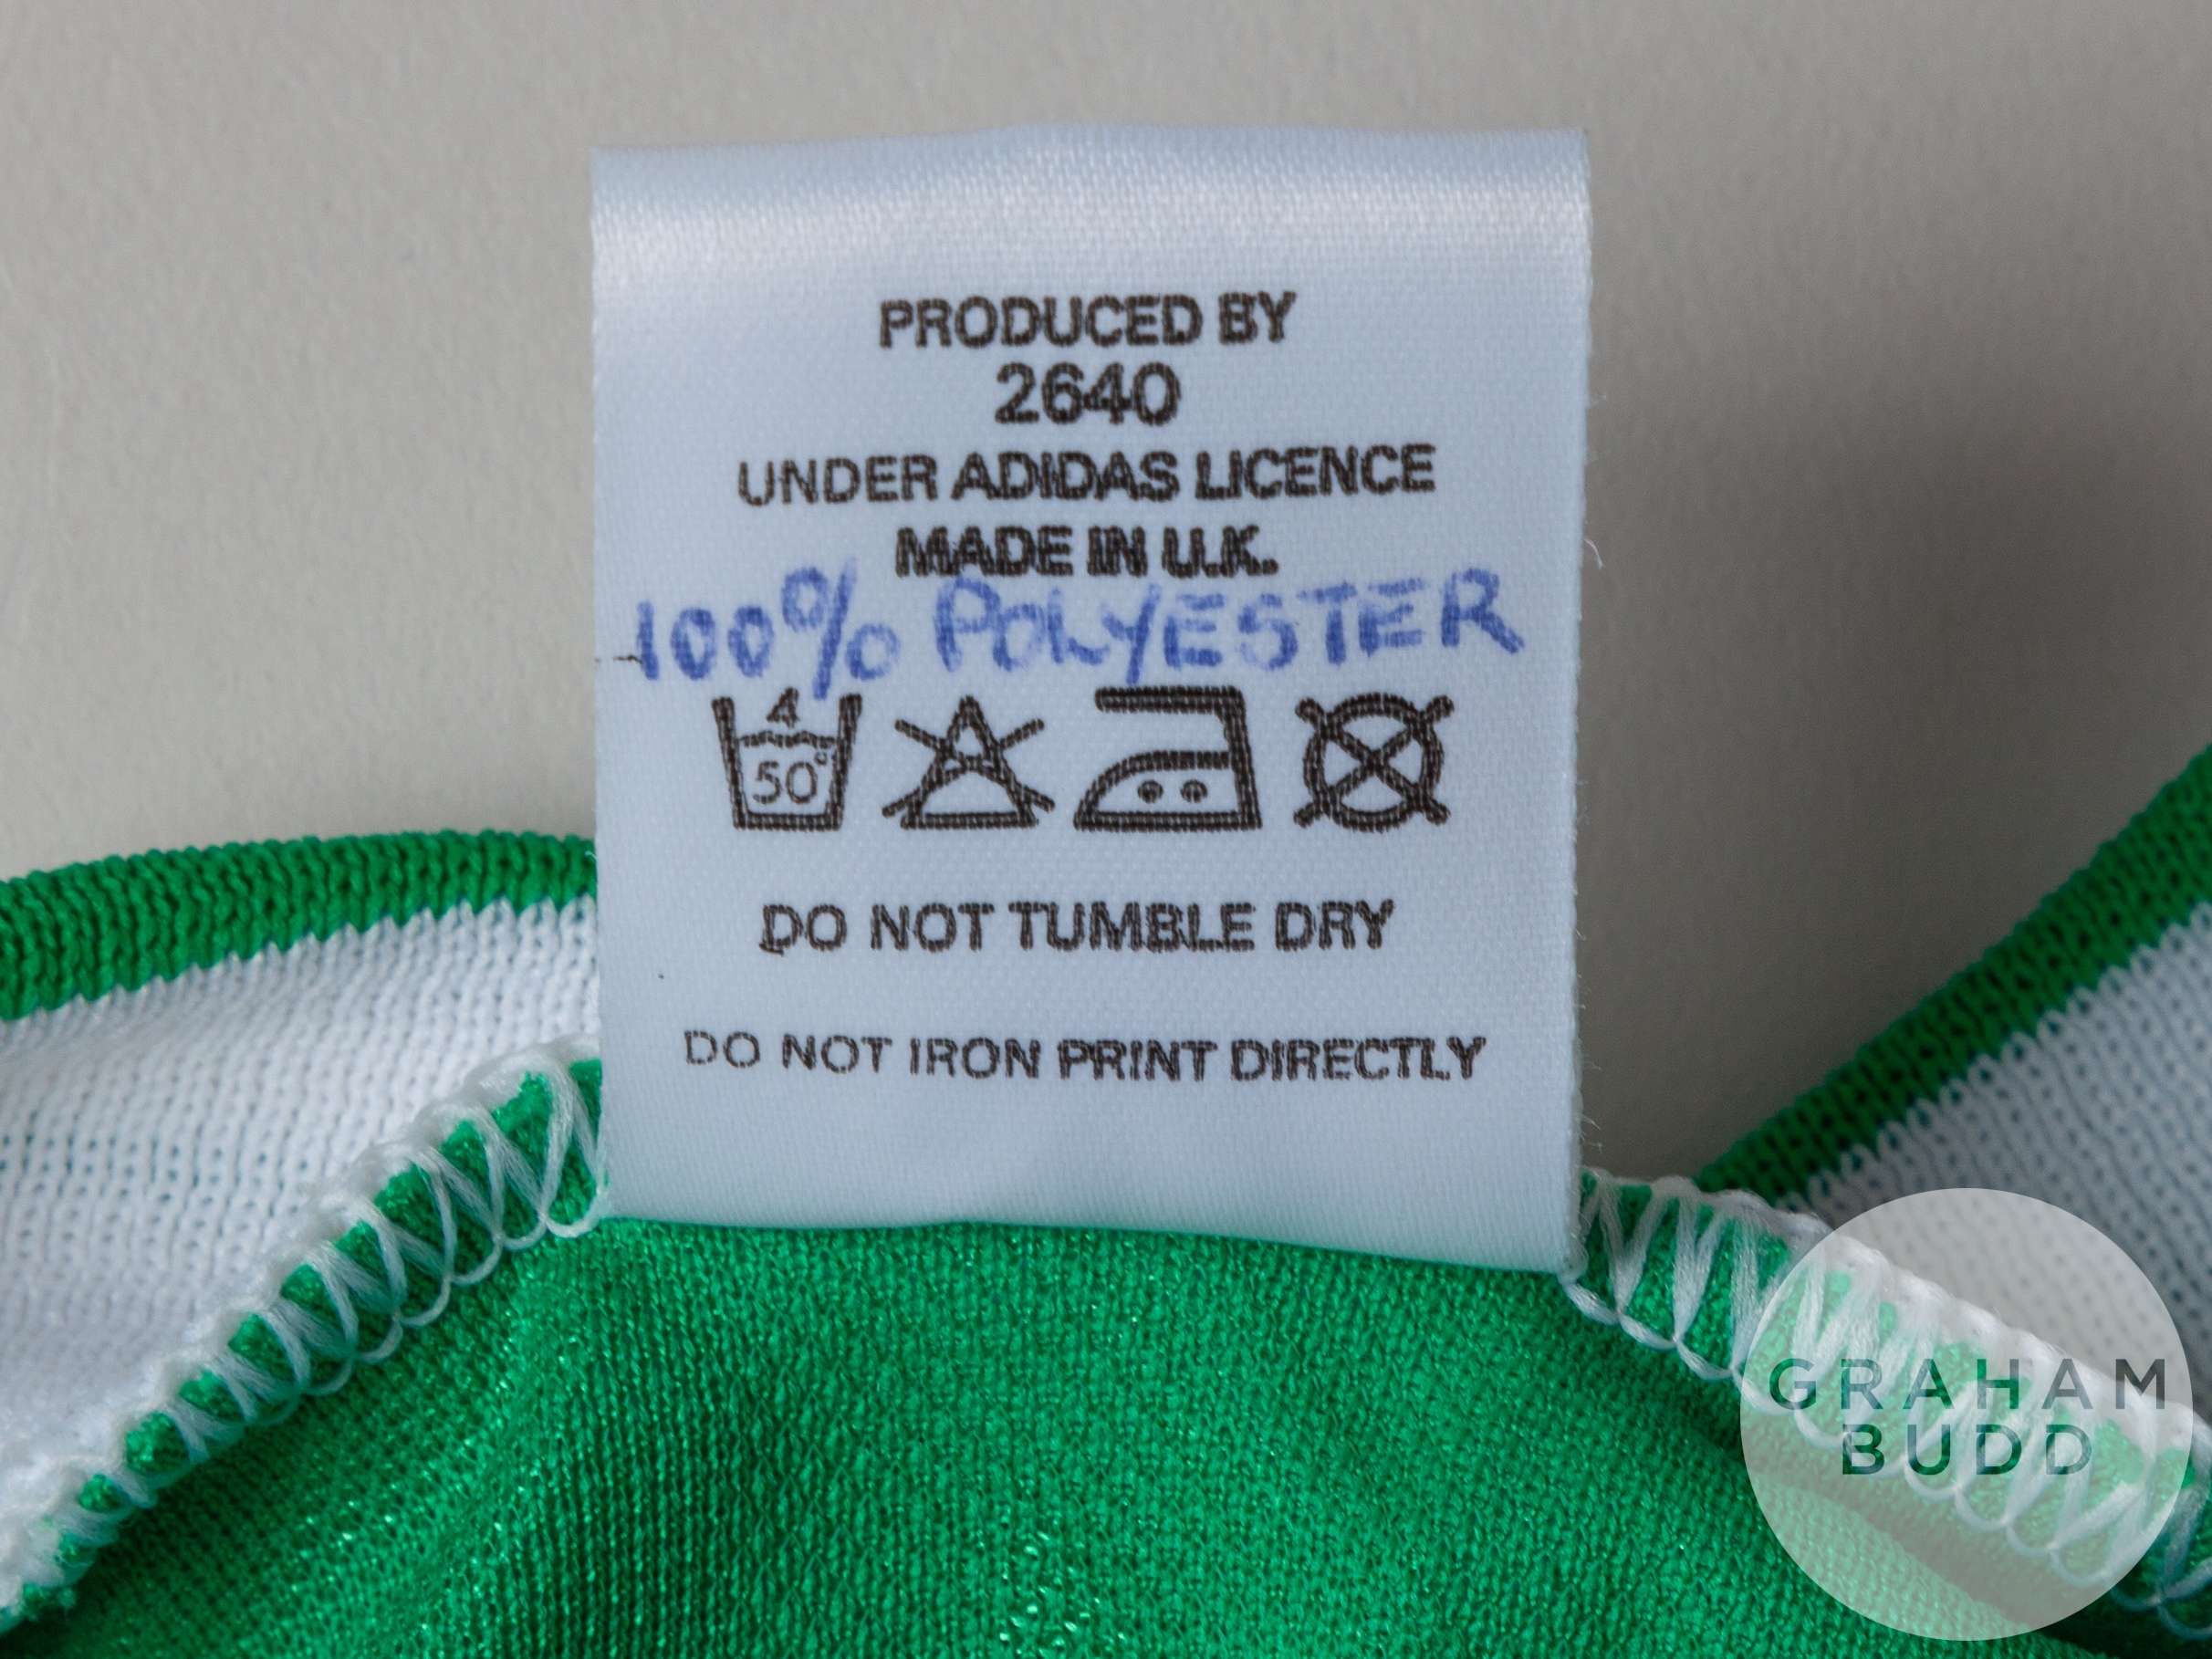 PRODUCED BY
2640
UNDER ADIDAS LICENCE
MADE IN U.K.
100% POLYESTER
4
50°
DO NOT TUMBLE DRY
DO NOT IRON PRINT DIRECTLY
GRAHAM
BUDD